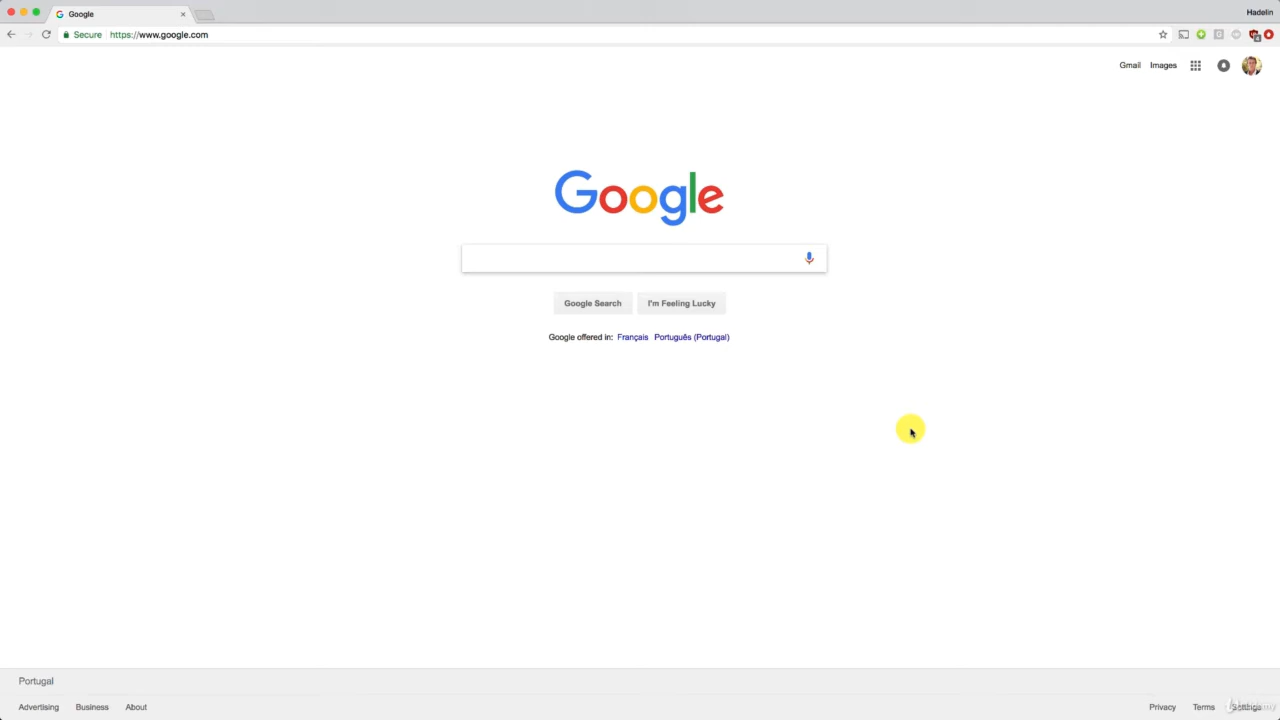 Google
Hadelin
Secure https://www.google.com
Gmail Images
Google
Google Search I'm Feeling Lucky
Google offered in: Français Português (Portugal)
Portugal
Advertising Business About
Privacy Terms Settings